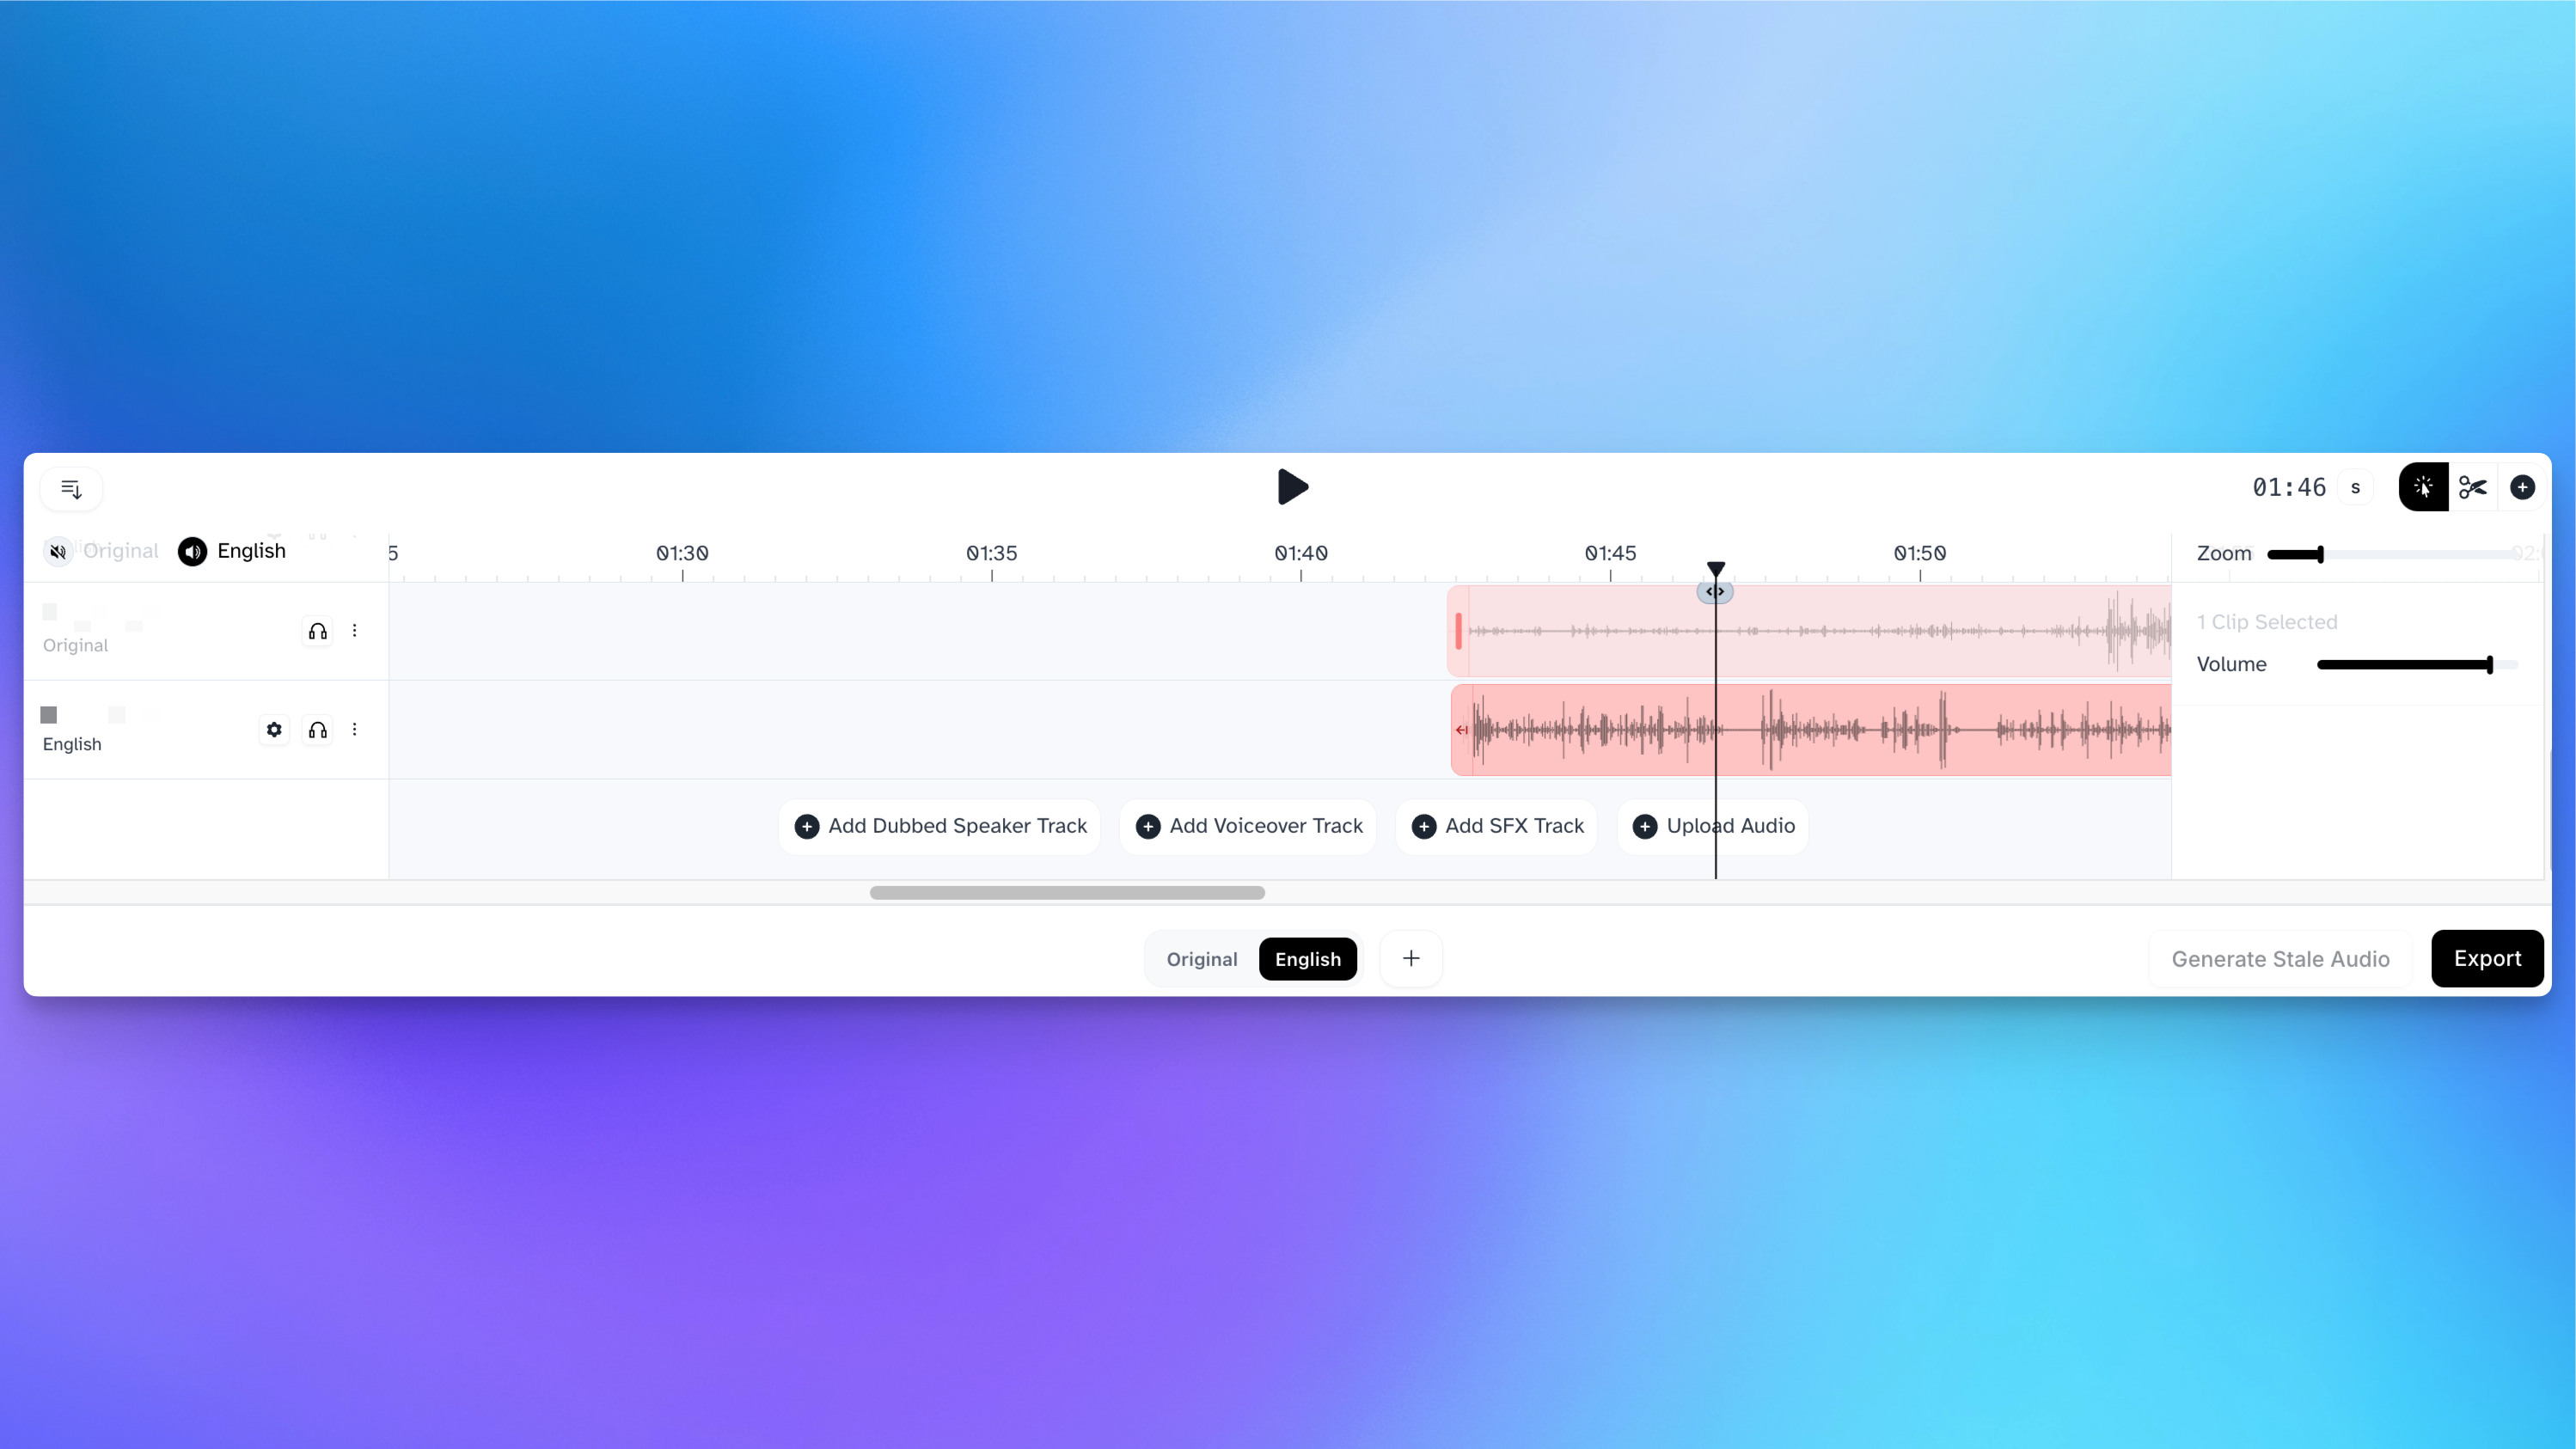 01:46 s
Original English
5 01:30 01:35 01:40 01:45 01:50
Zoom
Original
1 Clip Selected
Volume
English
Add Dubbed Speaker Track Add Voiceover Track Add SFX Track Upload Audio
Original English +
Generate Stale Audio Export